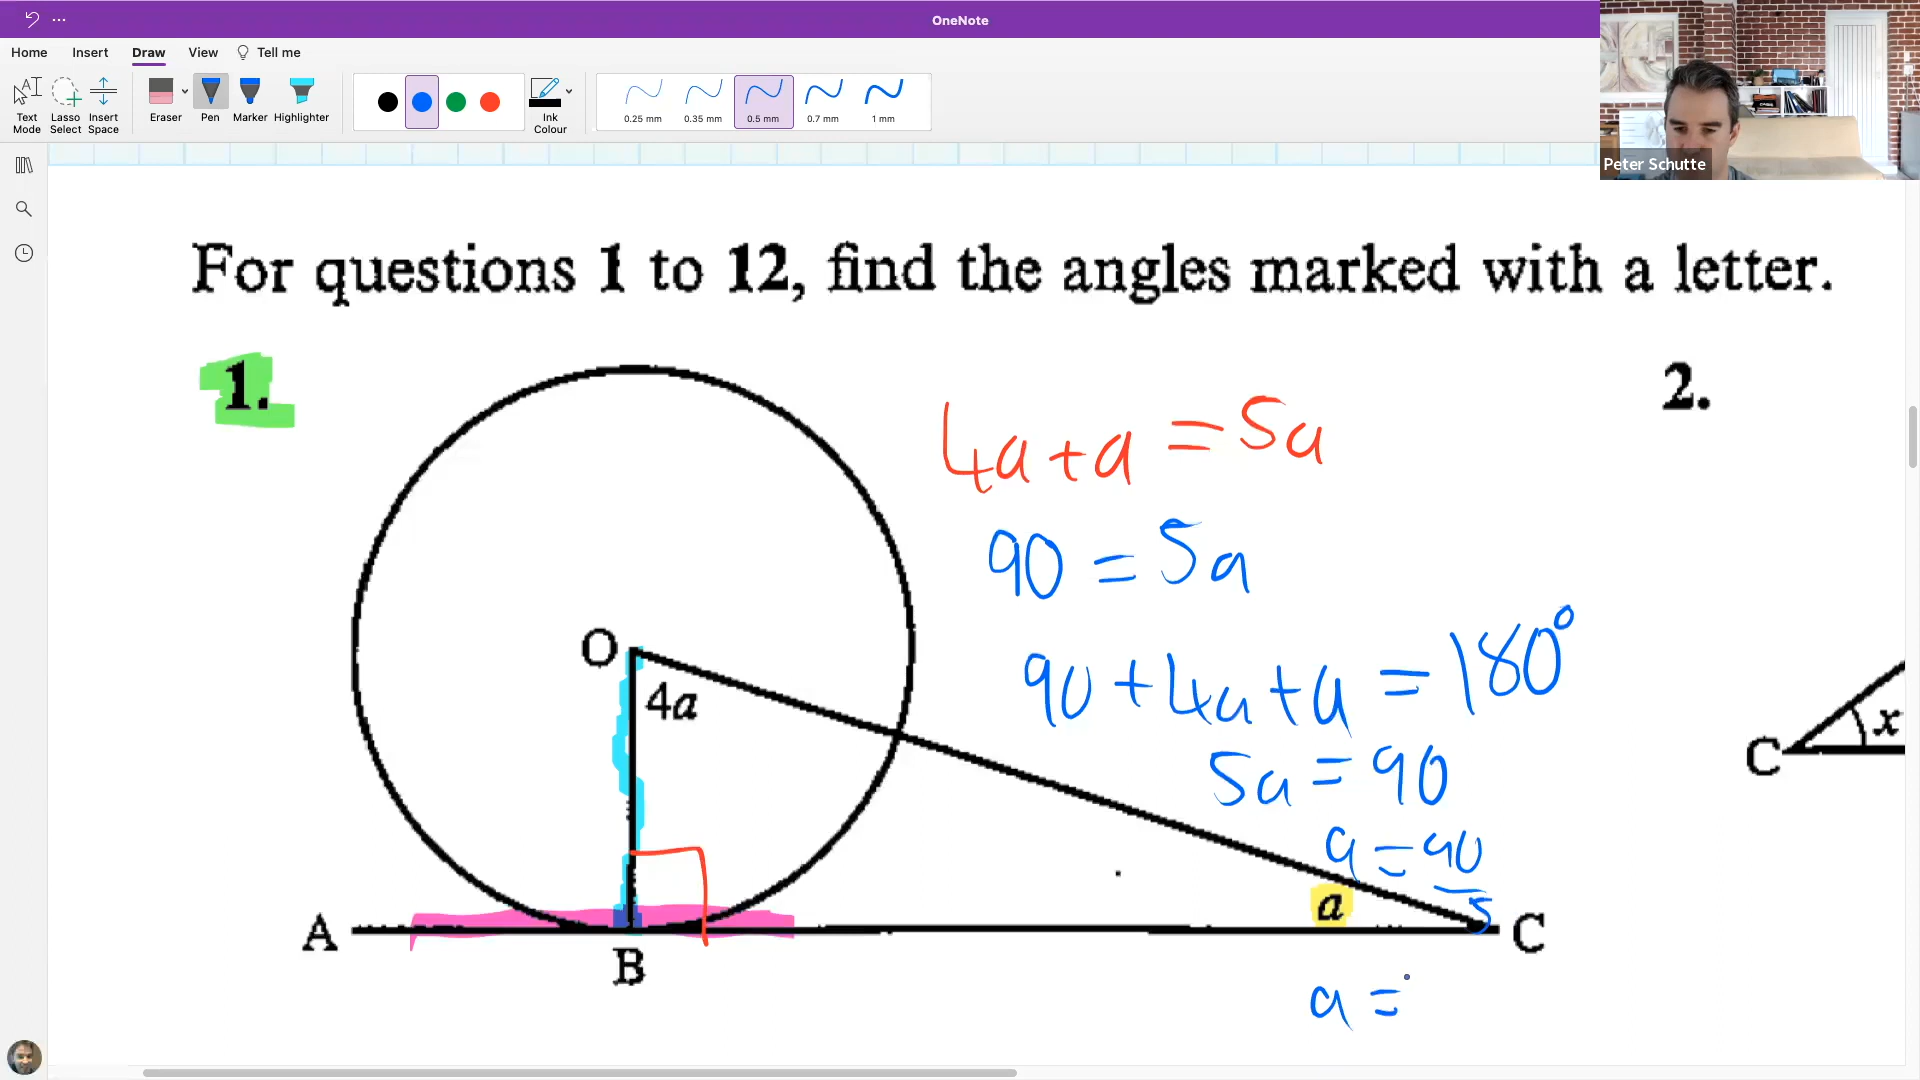 OneNote
Home Insert Draw View Tell me
Text Mode
Lasso Select
Insert Space
Eraser
Pen
Marker
Highlighter
Ink Colour
0.25 mm
0.35 mm
0.5 mm
0.7 mm
1 mm
Peter Schutte
For questions 1 to 12, find the angles marked with a letter.
1.
2.
4a + a = 5a
90 = 5a
90 + 4a + a = 180°
5a = 90
a = 90/5
a =
O
4a
a
A
B
C
C
x